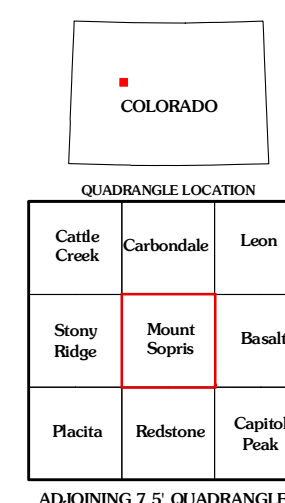 COLORADO
QUADRANGLE LOCATION
Cattle
Creek
Carbondale
Leon
Stony
Ridge
Mount
Sopris
Basalt
Placita
Redstone
Capitol
Peak
ADJOINING 7.5' QUADRANGLE